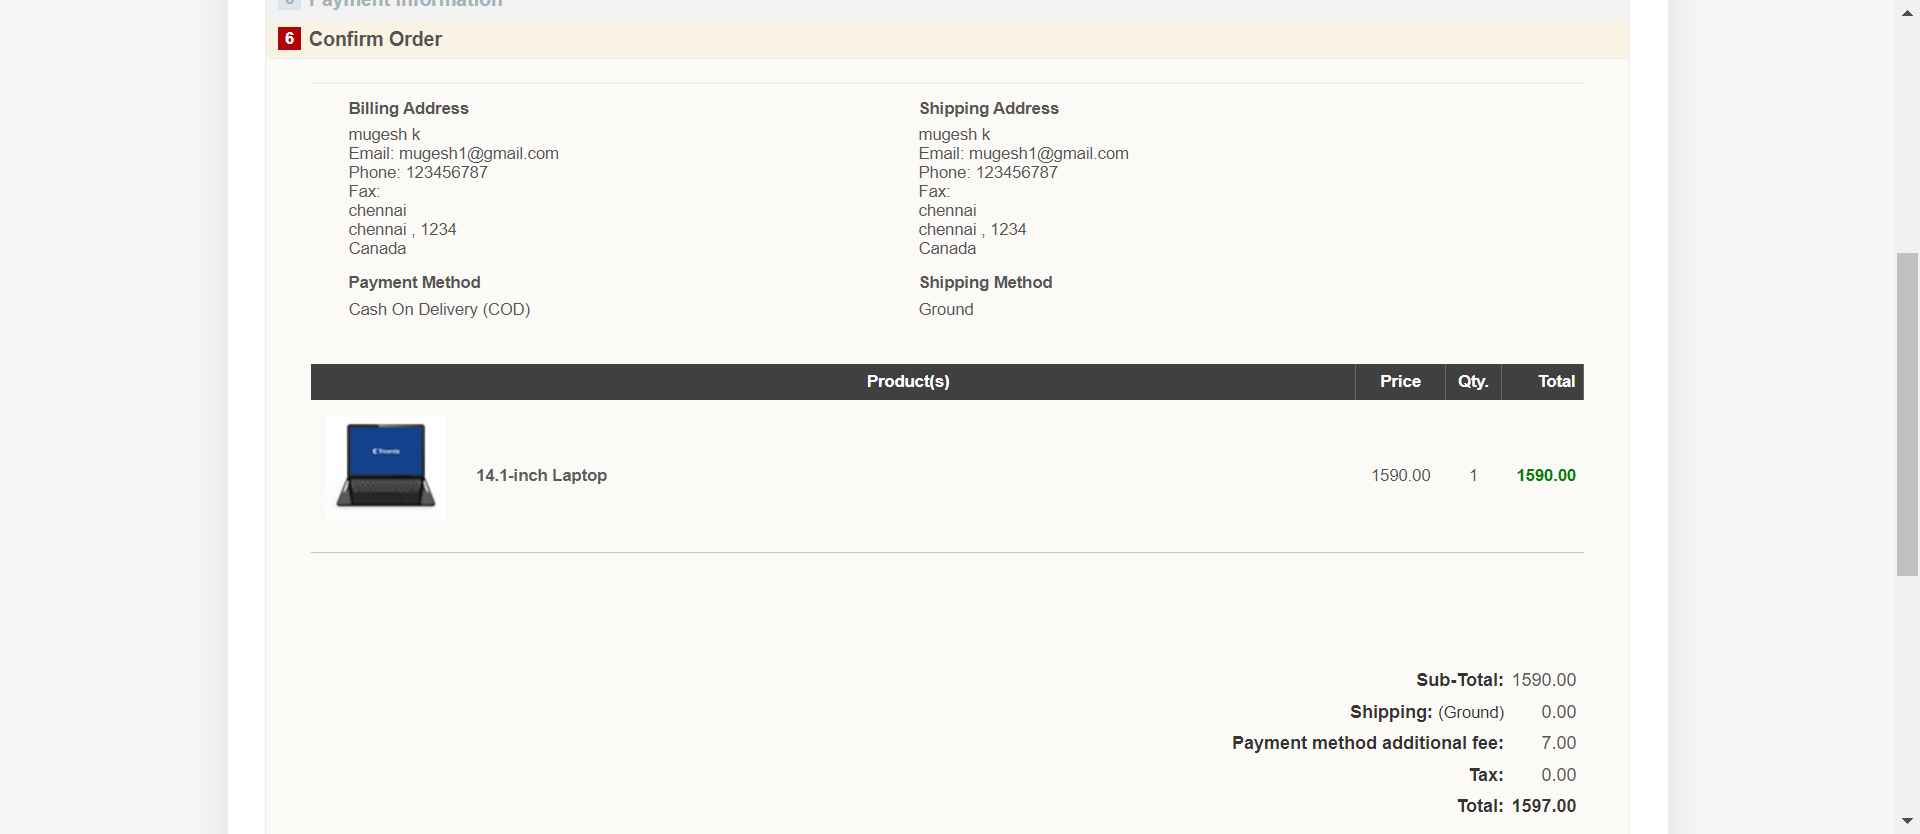 Payment Information
6 Confirm Order
Billing Address
mugesh k
Email: mugesh1@gmail.com
Phone: 123456787
Fax:
chennai
chennai , 1234
Canada
Payment Method
Cash On Delivery (COD)
Shipping Address
mugesh k
Email: mugesh1@gmail.com
Phone: 123456787
Fax:
chennai
chennai , 1234
Canada
Shipping Method
Ground
Product(s) Price Qty. Total
Tricentis
14.1-inch Laptop 1590.00 1 1590.00
Sub-Total: 1590.00
Shipping: (Ground) 0.00
Payment method additional fee: 7.00
Tax: 0.00
Total: 1597.00